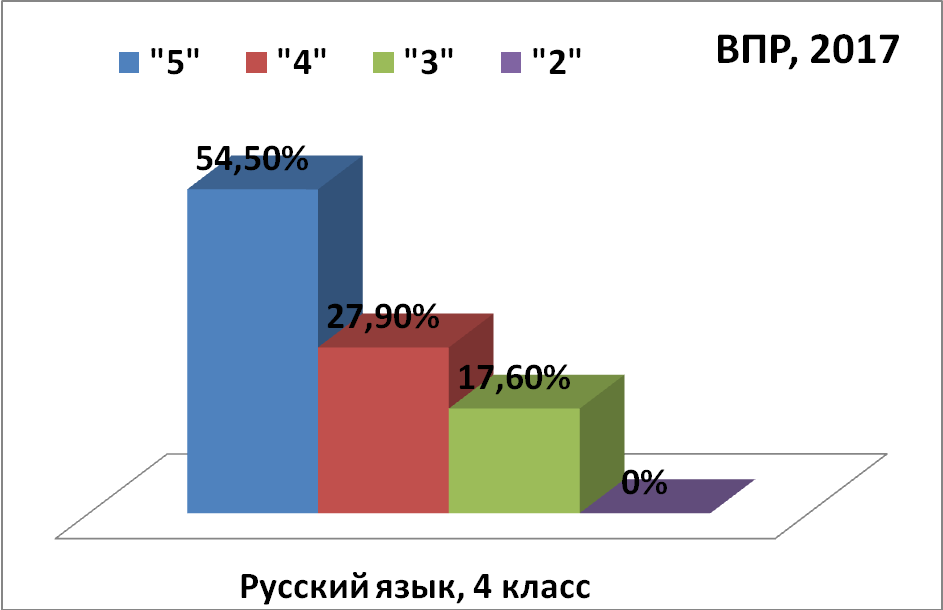 "5" "4" "3" "2"
ВПР, 2017
54,50%
27,90%
17,60%
0%
Русский язык, 4 класс